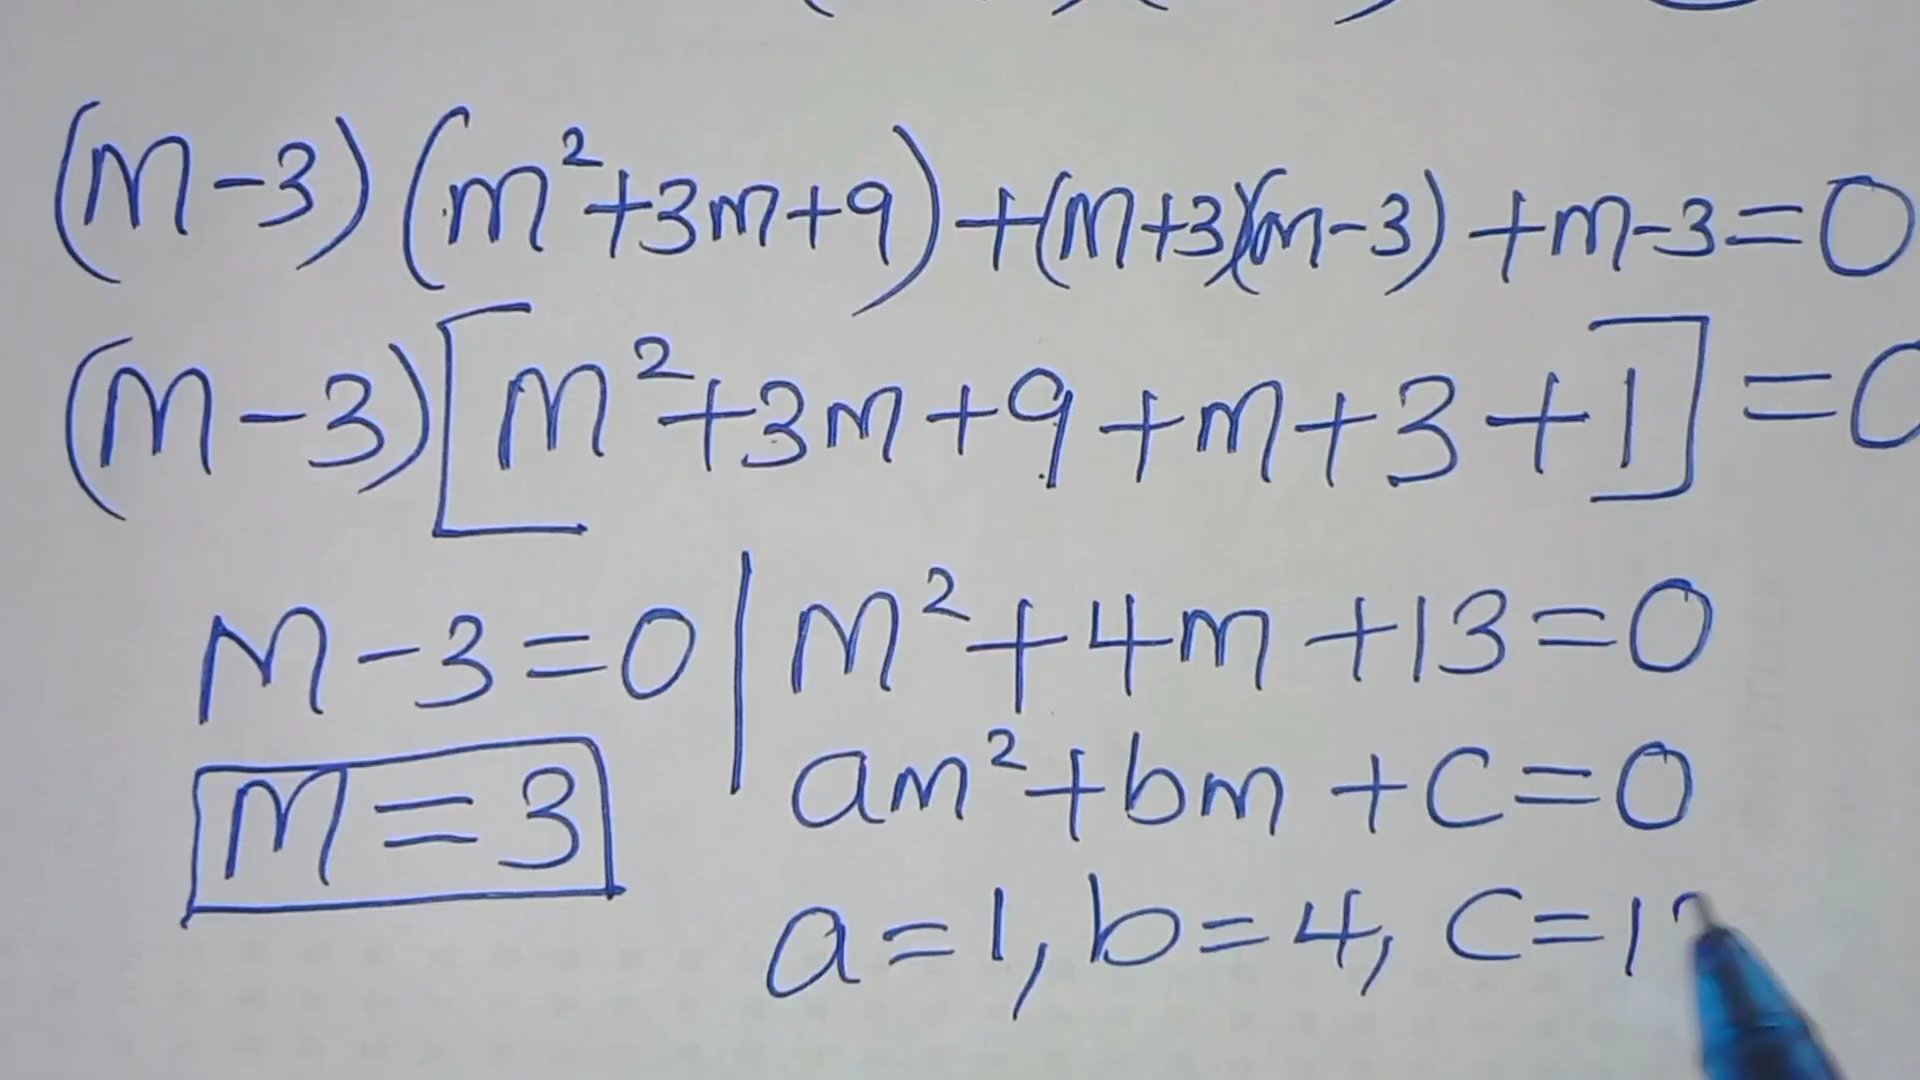 (m-3)(m²+3m+9)+(m+3)(m-3)+m-3=0
(m-3)[m²+3m+9+m+3+1]=0
m-3=0 | m²+4m+13=0
m=3
am²+bm+c=0
a=1, b=4, c=1